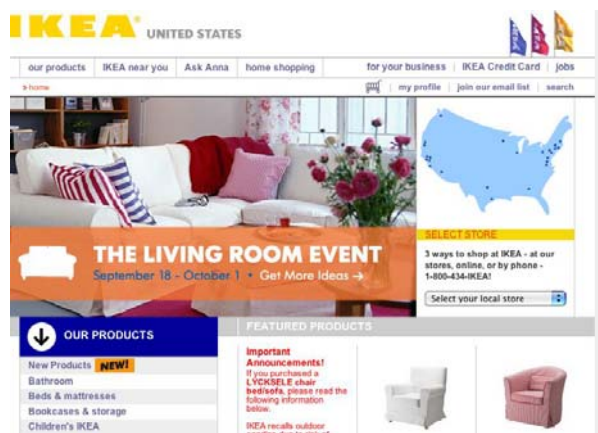 IKEA® UNITED STATES
our products IKEA near you Ask Anna home shopping for your business IKEA Credit Card jobs
» home my profile join our email list search
THE LIVING ROOM EVENT
September 18 - October 1 • Get More Ideas →
SELECT STORE
3 ways to shop at IKEA - at our
stores, online, or by phone -
1-800-434-IKEA!
Select your local store
OUR PRODUCTS
New Products NEW!
Bathroom
Beds & mattresses
Bookcases & storage
Children's IKEA
FEATURED PRODUCTS
Important
Announcements!
If you purchased a
LYCKSELE chair
bed/sofa, please read the
following information
below.
IKEA recalls outdoor